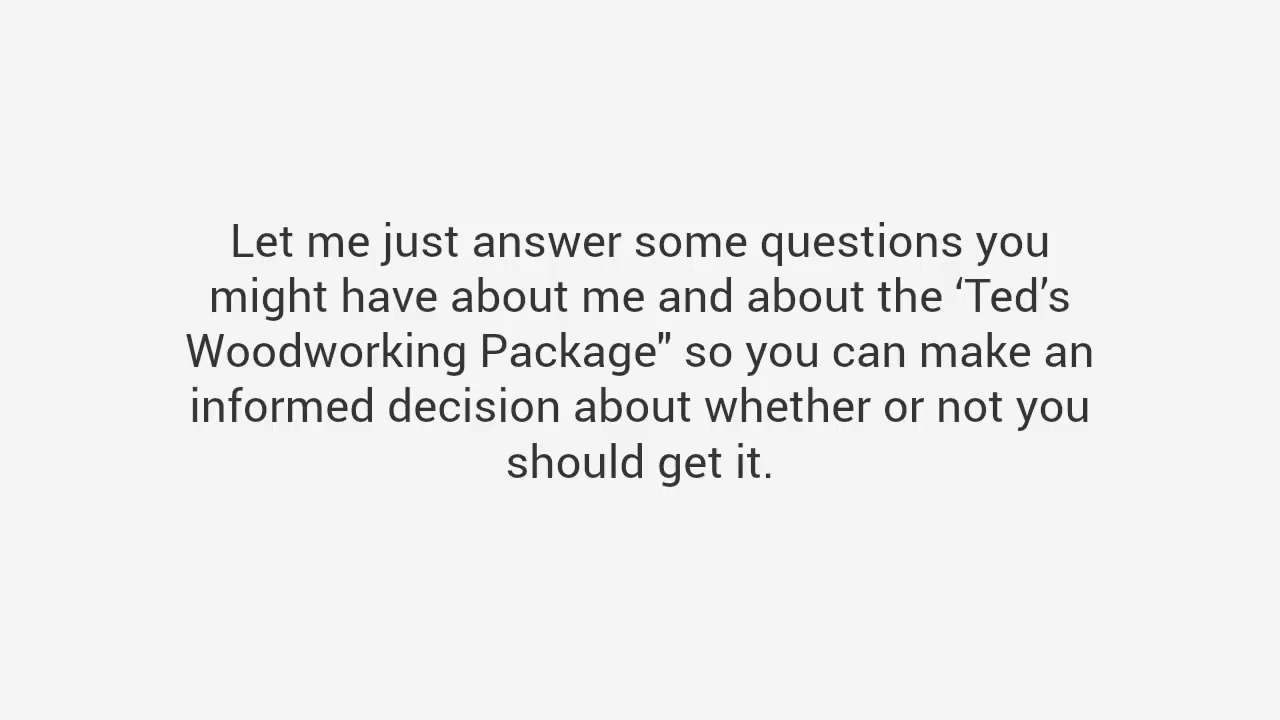 Let me just answer some questions you
might have about me and about the ‘Ted’s
Woodworking Package" so you can make an
informed decision about whether or not you
should get it.